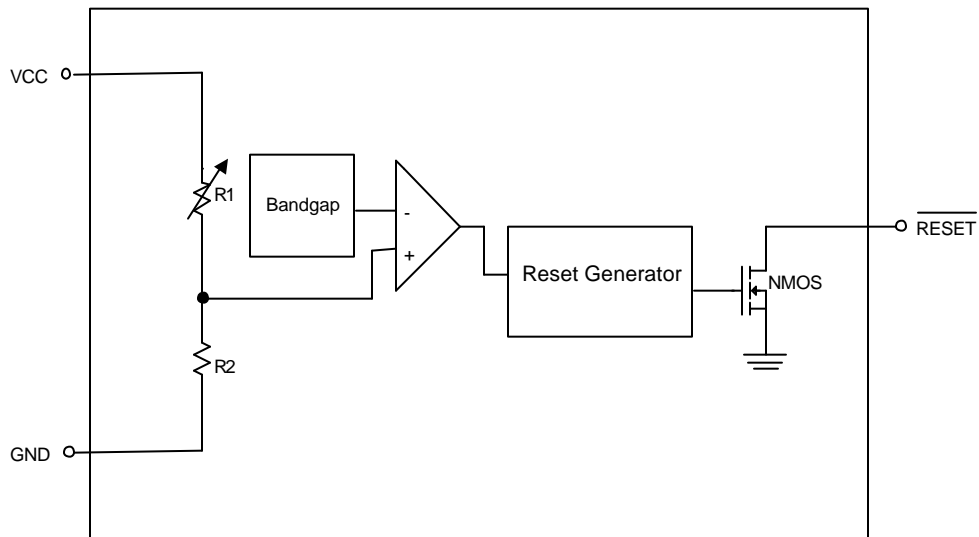 VCC
R1
Bandgap
-
+
Reset Generator
RESET
NMOS
R2
GND